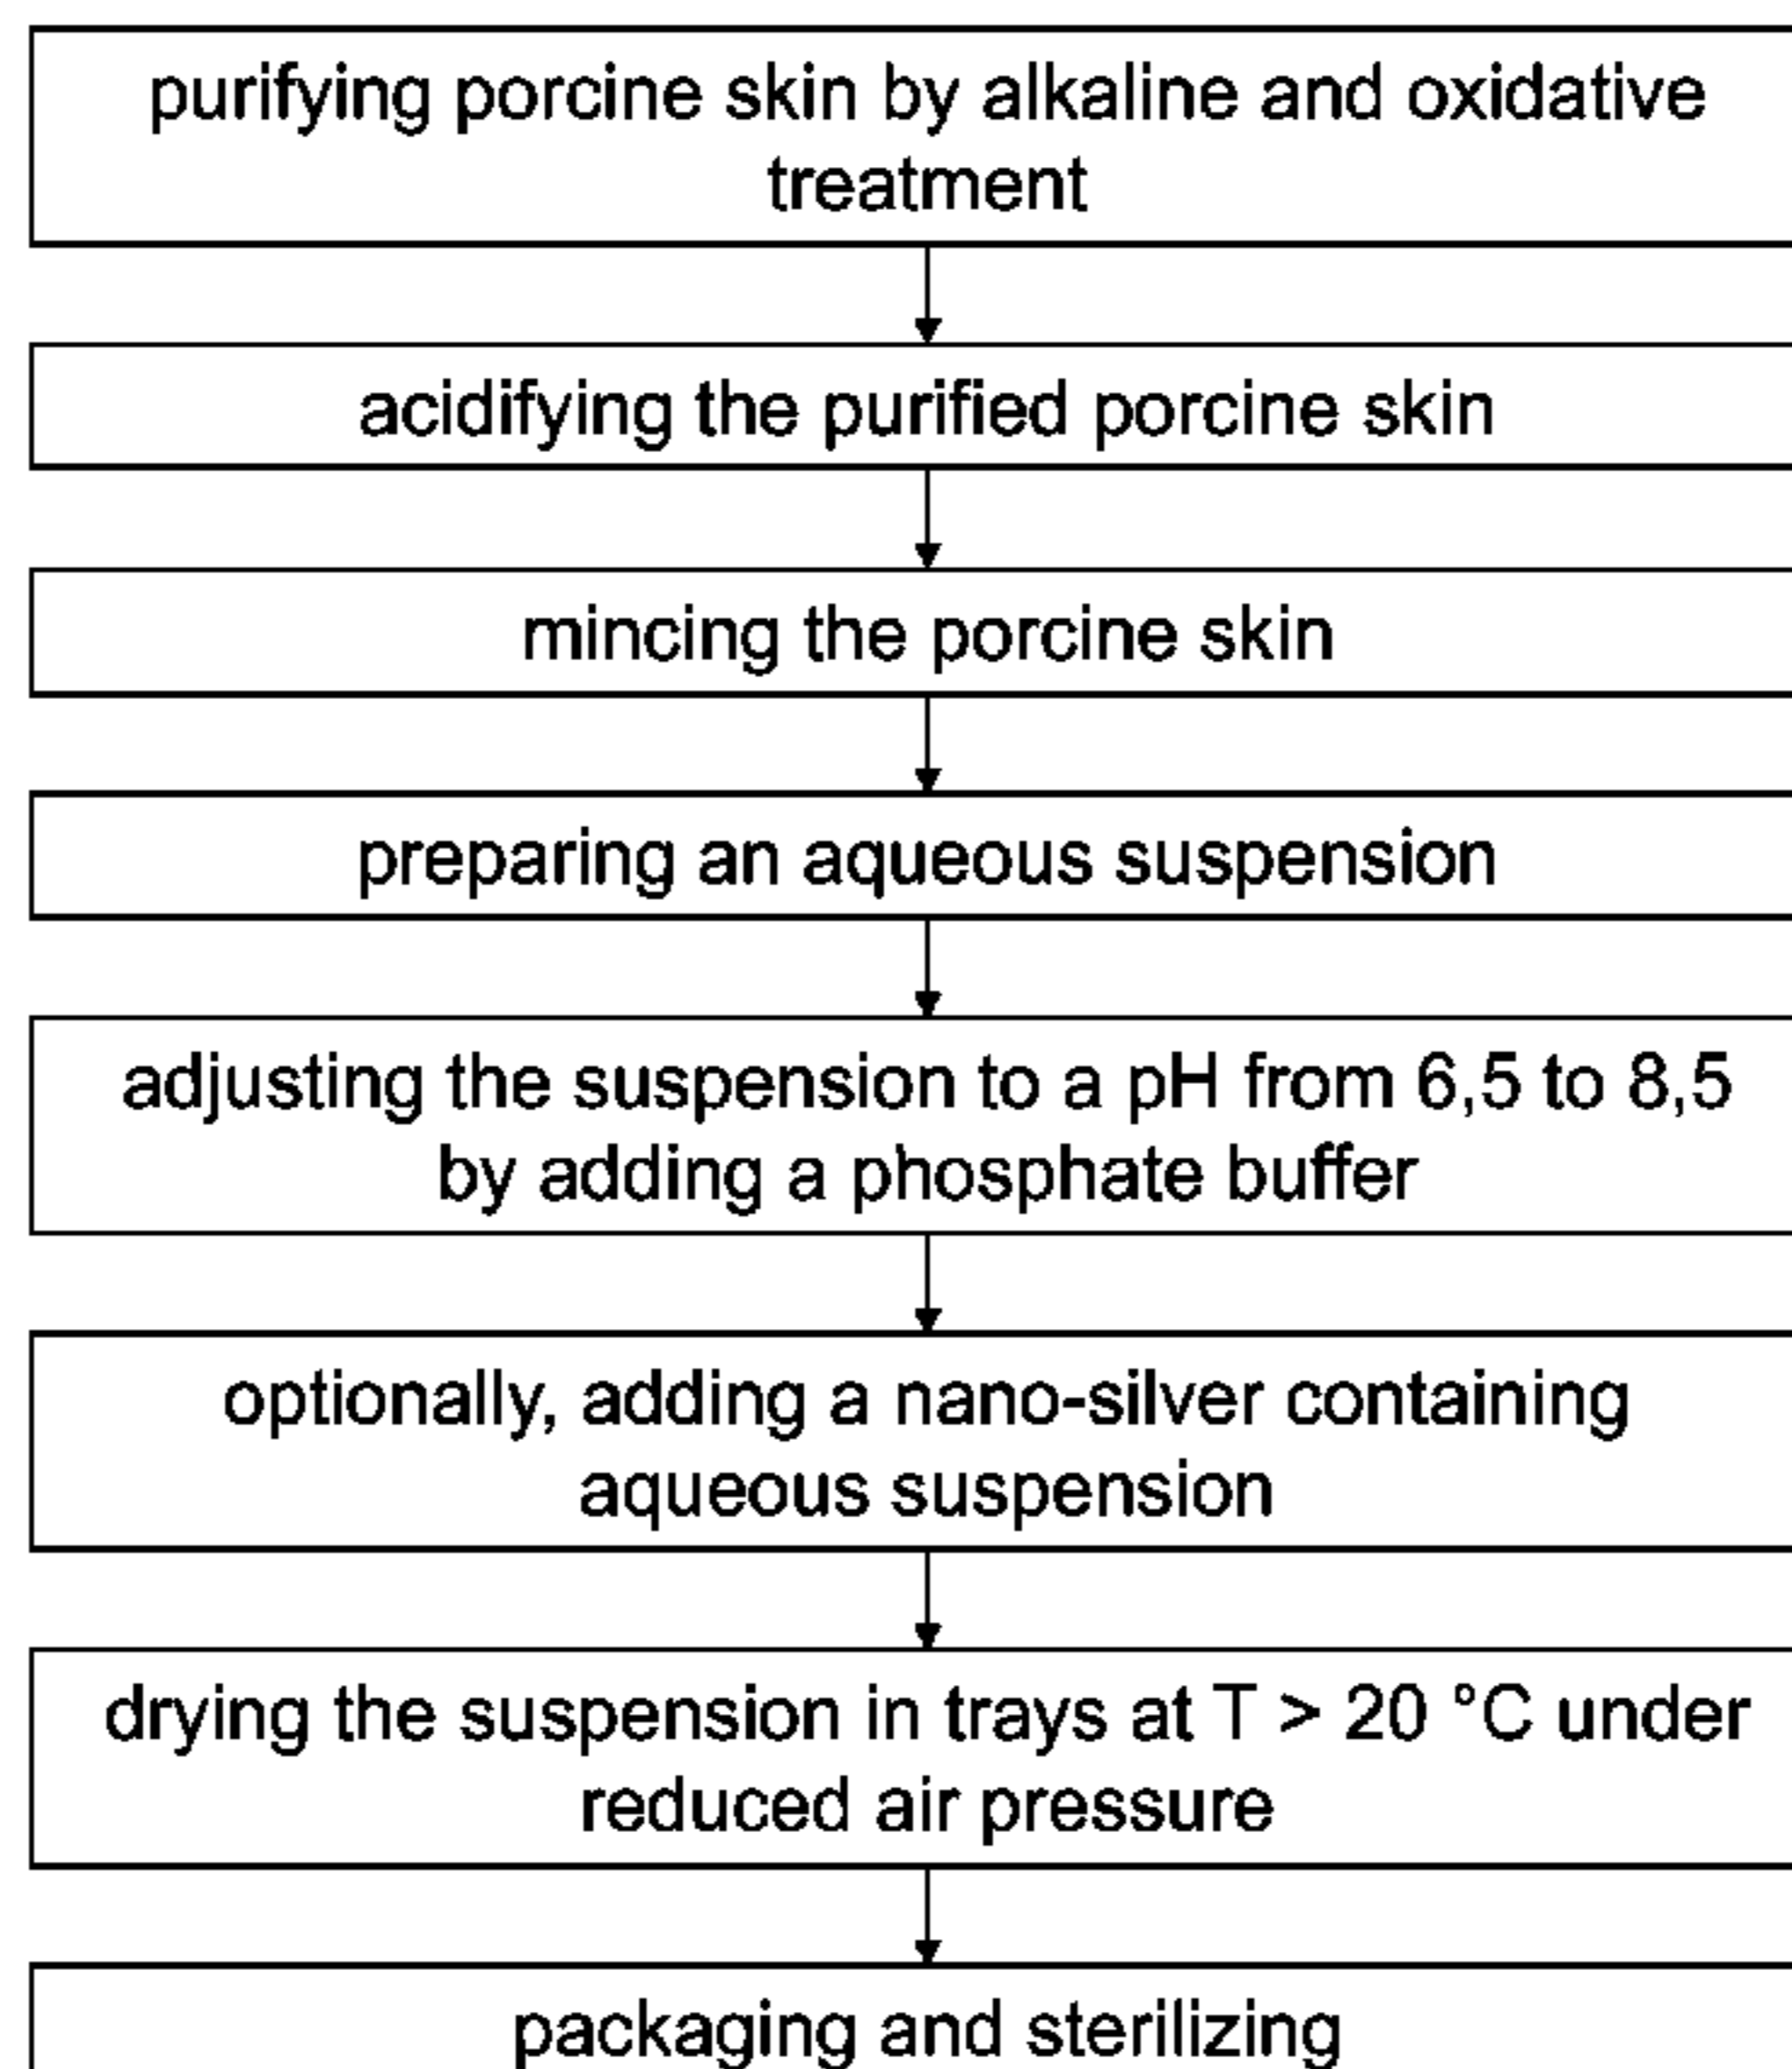 purifying porcine skin by alkaline and oxidative
treatment
acidifying the purified porcine skin
mincing the porcine skin
preparing an aqueous suspension
adjusting the suspension to a pH from 6,5 to 8,5
by adding a phosphate buffer
optionally, adding a nano-silver containing
aqueous suspension
drying the suspension in trays at T > 20 °C under
reduced air pressure
packaging and sterilizing